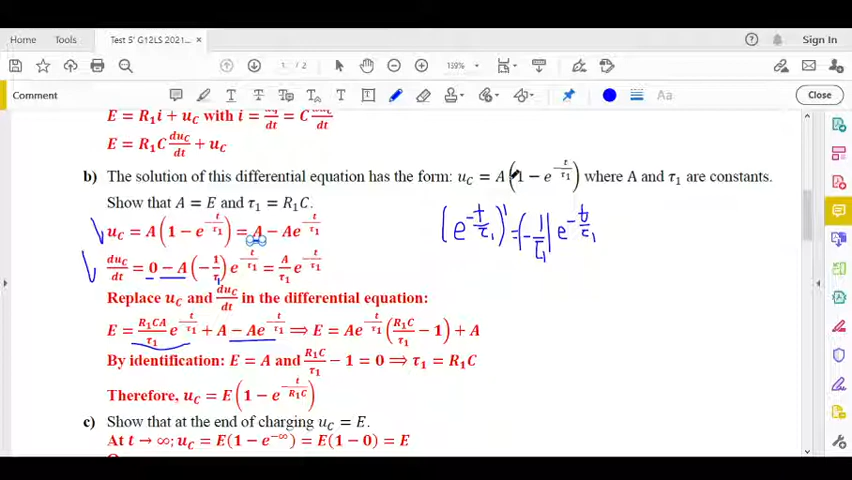 Home Tools Test 5' G12LS 2021... × Sign In
1 / 2 139%
Comment T T T T T Aa Close
E = R₁i + u_C with i = dq/dt = C du_C/dt
E = R₁C du_C/dt + u_C
b) The solution of this differential equation has the form: u_C = A(1 − e^(−t/τ₁)) where A and τ₁ are constants.
Show that A = E and τ₁ = R₁C.
u_C = A(1 − e^(−t/τ₁)) = A − Ae^(−t/τ₁)
(e^(−t/τ₁))' = (−1/τ₁) e^(−t/τ₁)
du_C/dt = 0 − A(−1/τ₁)e^(−t/τ₁) = A/τ₁ e^(−t/τ₁)
Replace u_C and du_C/dt in the differential equation:
E = R₁CA/τ₁ e^(−t/τ₁) + A − Ae^(−t/τ₁) ⟹ E = Ae^(−t/τ₁)(R₁C/τ₁ − 1) + A
By identification: E = A and R₁C/τ₁ − 1 = 0 ⟹ τ₁ = R₁C
Therefore, u_C = E(1 − e^(−t/R₁C))
c) Show that at the end of charging u_C = E.
At t → ∞; u_C = E(1 − e^(−∞)) = E(1 − 0) = E